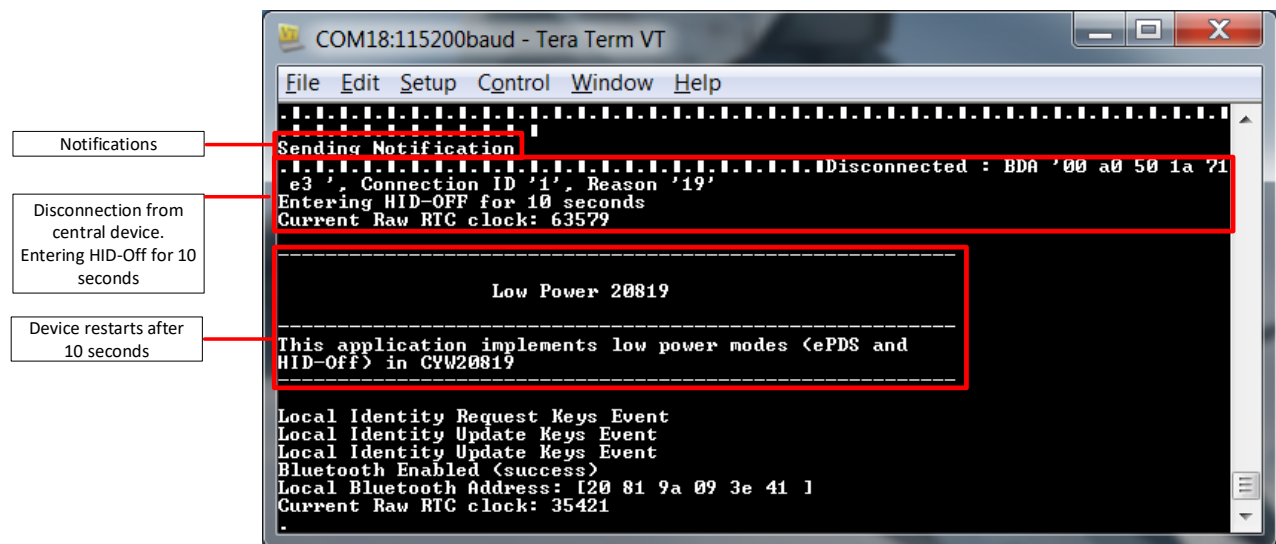 COM18:115200baud - Tera Term VT
File Edit Setup Control Window Help
Notifications
Sending Notification
.▮.▮.▮.▮.▮.▮.▮.▮.▮.▮.▮.▮.▮.▮.▮.▮.▮.▮.▮.▮.▮.▮.▮Disconnected : BDA '00 a0 50 1a 71
e3 ', Connection ID '1', Reason '19'
Entering HID-OFF for 10 seconds
Current Raw RTC clock: 63579
Disconnection from
central device.
Entering HID-Off for 10
seconds
------------------------------------------------------------
Low Power 20819
------------------------------------------------------------
Device restarts after
10 seconds
This application implements low power modes (ePDS and
HID-Off) in CYW20819
------------------------------------------------------------
Local Identity Request Keys Event
Local Identity Update Keys Event
Local Identity Update Keys Event
Bluetooth Enabled (success)
Local Bluetooth Address: [20 81 9a 09 3e 41 ]
Current Raw RTC clock: 35421
.